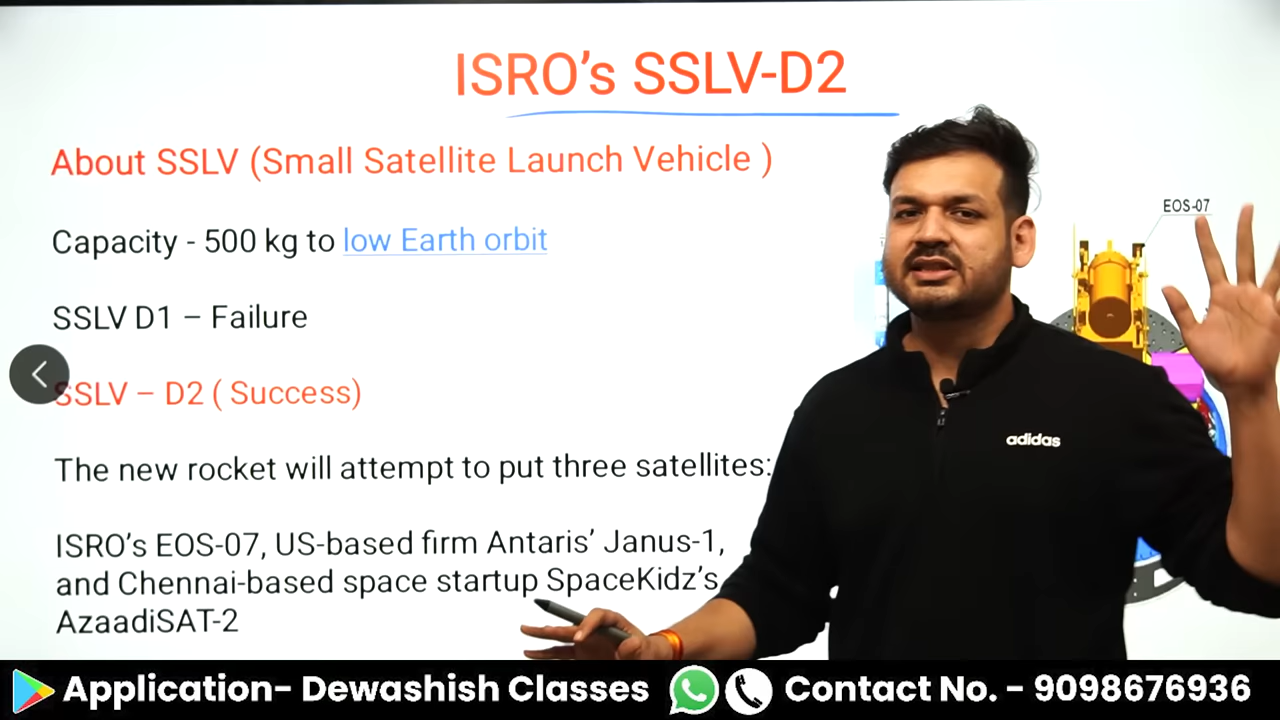 ISRO’s SSLV-D2
About SSLV (Small Satellite Launch Vehicle )
EOS-07
Capacity - 500 kg to low Earth orbit
SSLV D1 – Failure
SSLV – D2 ( Success)
adidas
The new rocket will attempt to put three satellites:
ISRO’s EOS-07, US-based firm Antaris’ Janus-1,
and Chennai-based space startup SpaceKidz’s
AzaadiSAT-2
Application- Dewashish Classes
Contact No. - 9098676936